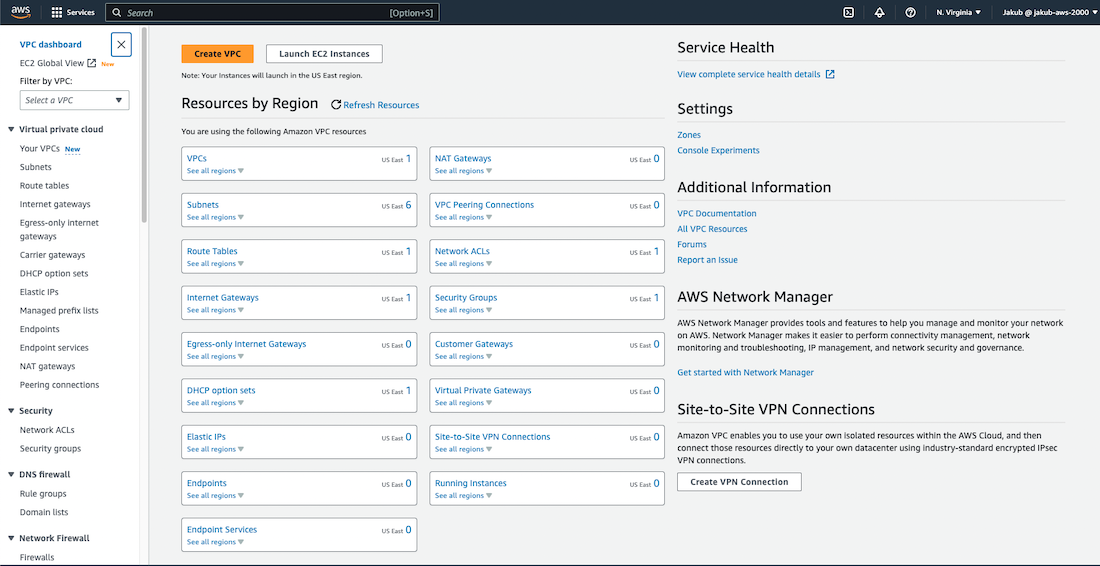 aws
Services
Search [Option+S]
N. Virginia
Jakub @ jakub-aws-2000
VPC dashboard
EC2 Global View New
Filter by VPC:
Select a VPC
Virtual private cloud
Your VPCs New
Subnets
Route tables
Internet gateways
Egress-only internet
gateways
Carrier gateways
DHCP option sets
Elastic IPs
Managed prefix lists
Endpoints
Endpoint services
NAT gateways
Peering connections
Security
Network ACLs
Security groups
DNS firewall
Rule groups
Domain lists
Network Firewall
Firewalls
Create VPC
Launch EC2 Instances
Note: Your Instances will launch in the US East region.
Resources by Region
Refresh Resources
You are using the following Amazon VPC resources
VPCs US East 1
See all regions
NAT Gateways US East 0
See all regions
Subnets US East 6
See all regions
VPC Peering Connections US East 0
See all regions
Route Tables US East 1
See all regions
Network ACLs US East 1
See all regions
Internet Gateways US East 1
See all regions
Security Groups US East 1
See all regions
Egress-only Internet Gateways US East 0
See all regions
Customer Gateways US East 0
See all regions
DHCP option sets US East 1
See all regions
Virtual Private Gateways US East 0
See all regions
Elastic IPs US East 0
See all regions
Site-to-Site VPN Connections US East 0
See all regions
Endpoints US East 0
See all regions
Running Instances US East 0
See all regions
Endpoint Services US East 0
See all regions
Service Health
View complete service health details
Settings
Zones
Console Experiments
Additional Information
VPC Documentation
All VPC Resources
Forums
Report an Issue
AWS Network Manager
AWS Network Manager provides tools and features to help you manage and monitor your network
on AWS. Network Manager makes it easier to perform connectivity management, network
monitoring and troubleshooting, IP management, and network security and governance.
Get started with Network Manager
Site-to-Site VPN Connections
Amazon VPC enables you to use your own isolated resources within the AWS Cloud, and then
connect those resources directly to your own datacenter using industry-standard encrypted IPsec
VPN connections.
Create VPN Connection